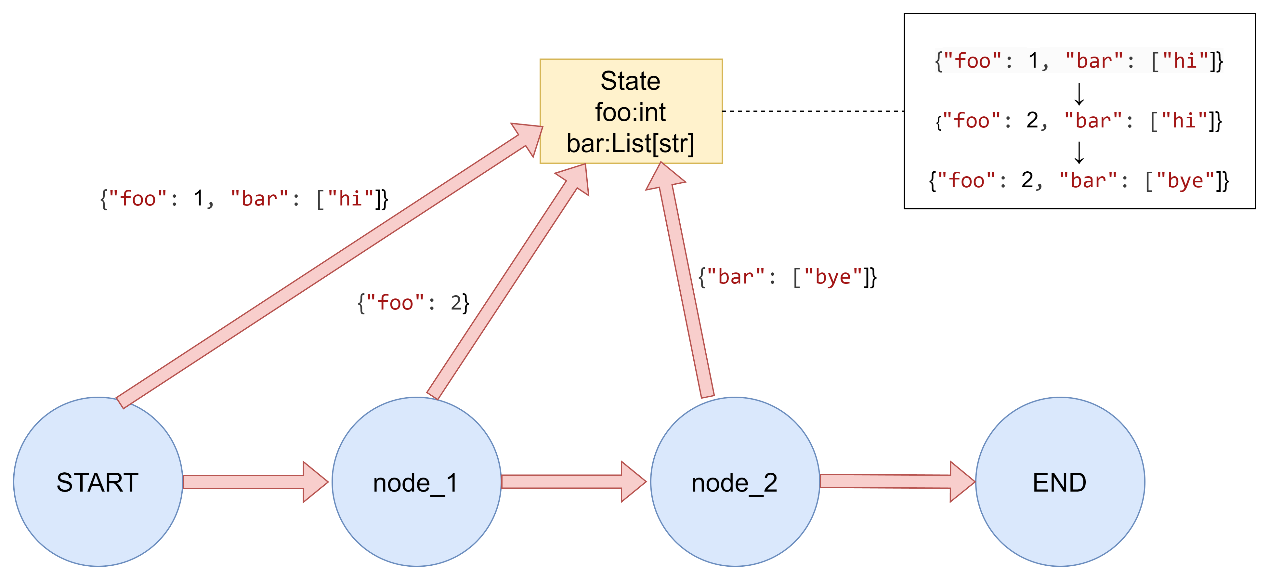 State
foo:int
bar:List[str]
{"foo": 1, "bar": ["hi"]}
↓
{"foo": 2, "bar": ["hi"]}
↓
{"foo": 2, "bar": ["bye"]}
{"foo": 1, "bar": ["hi"]}
{"foo": 2}
{"bar": ["bye"]}
START
node_1
node_2
END